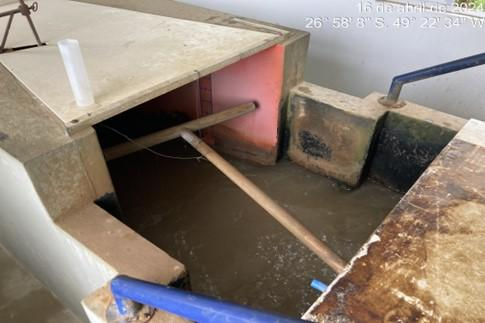 16 de abril de 2024
26° 58' 8" S, 49° 22' 34" W